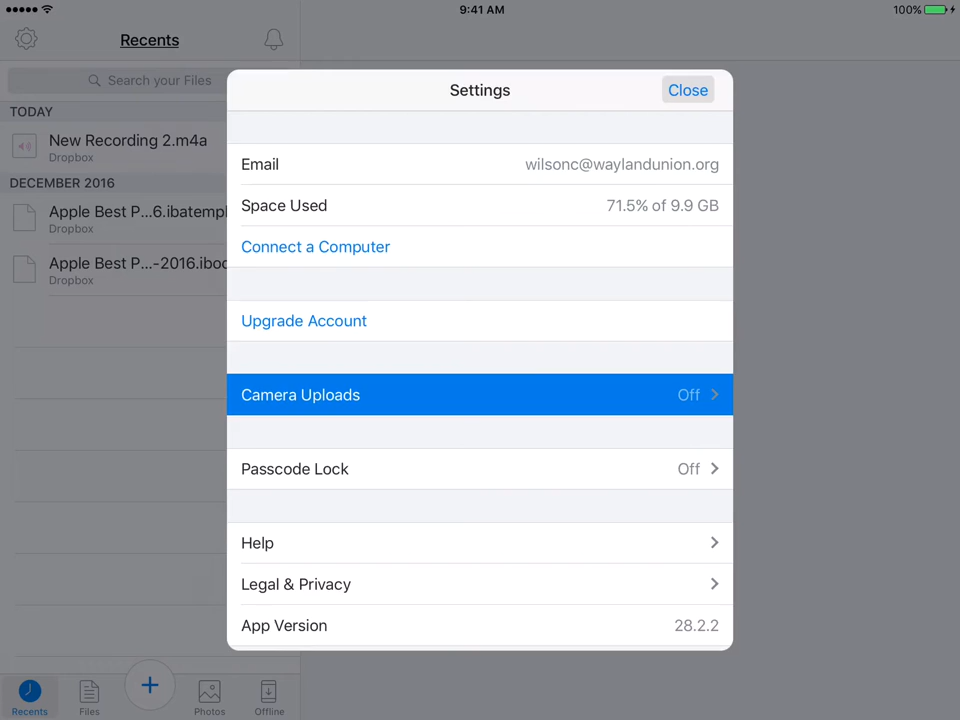 9:41 AM
100%
Recents
Search your Files
TODAY
New Recording 2.m4a
Dropbox
DECEMBER 2016
Apple Best P...6.ibatempl
Dropbox
Apple Best P...-2016.iboo
Dropbox
Settings
Close
Email wilsonc@waylandunion.org
Space Used 71.5% of 9.9 GB
Connect a Computer
Upgrade Account
Camera Uploads Off
Passcode Lock Off
Help
Legal & Privacy
App Version 28.2.2
Recents Files Photos Offline